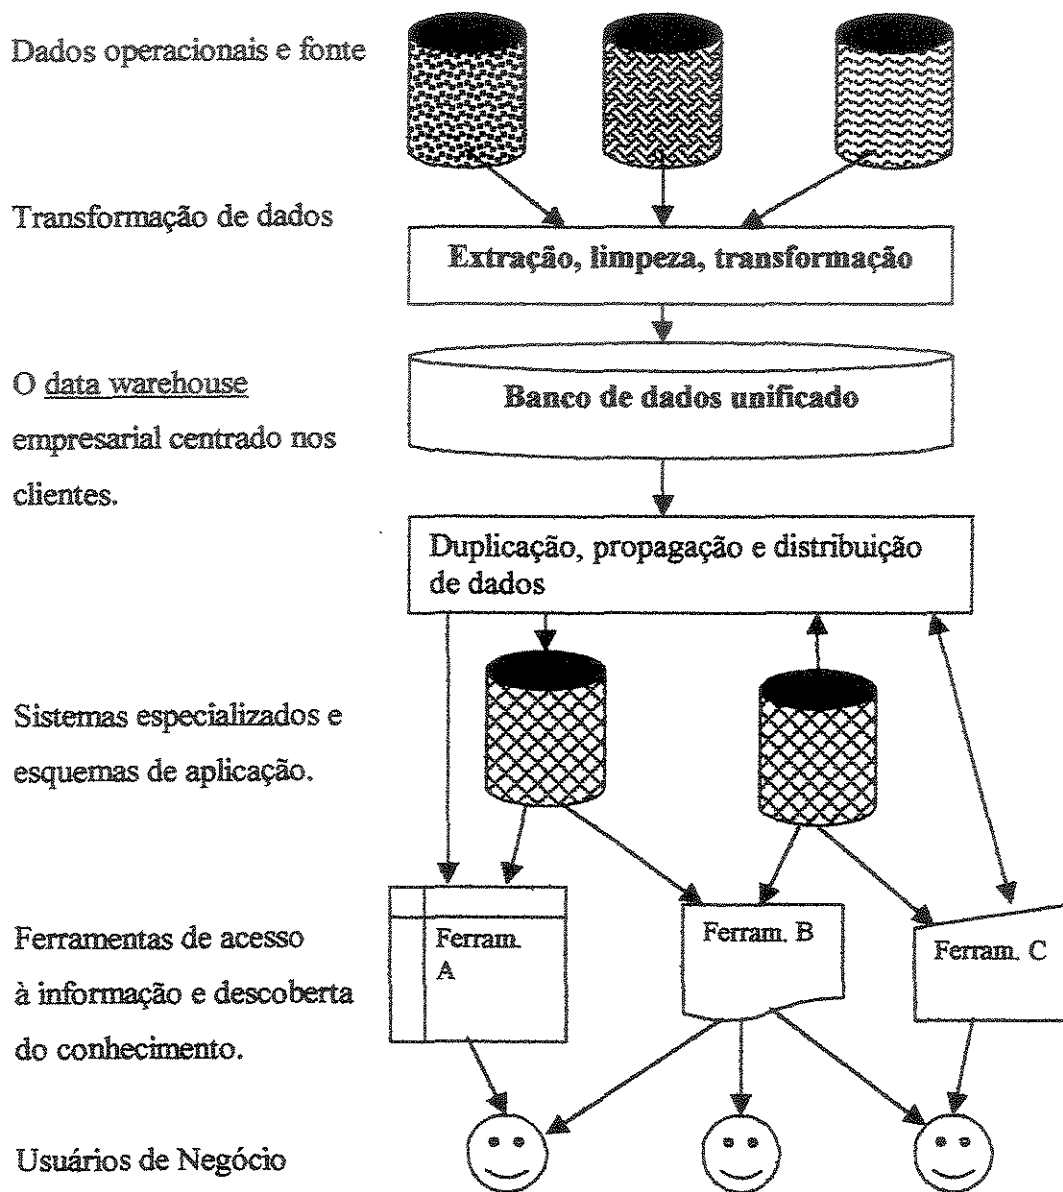 Dados operacionais e fonte
Transformação de dados
Extração, limpeza, transformação
O data warehouse
empresarial centrado nos
clientes.
Banco de dados unificado
Duplicação, propagação e distribuição
de dados
Sistemas especializados e
esquemas de aplicação.
Ferramentas de acesso
à informação e descoberta
do conhecimento.
Ferram.
A
Ferram. B
Ferram. C
Usuários de Negócio